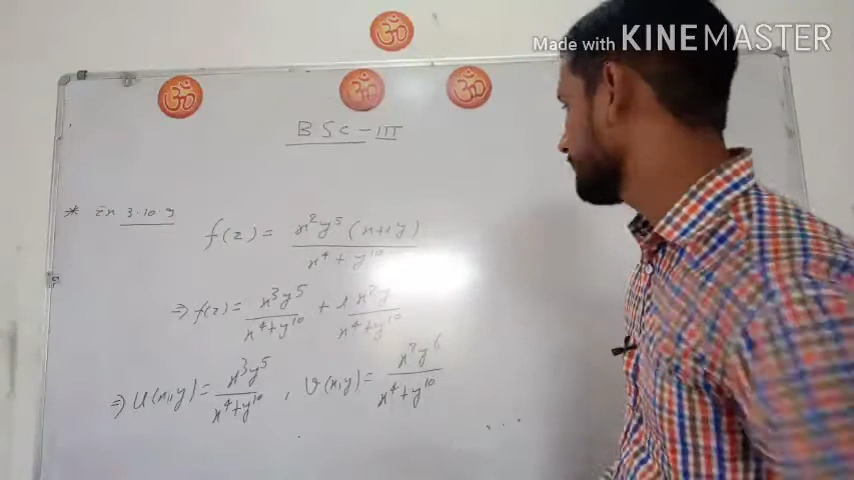 Made with KINEMASTER
ॐ
ॐ ॐ ॐ
BSC-III
* Ex 3.10.9
f(z) = x²y⁵(x+iy) / x⁴+y¹⁰
⇒ f(z) = x³y⁵ / x⁴+y¹⁰ + i x²y / x⁴+y¹⁰
⇒ U(x,y) = x³y⁵ / x⁴+y¹⁰ , V(x,y) = x²y⁶ / x⁴+y¹⁰